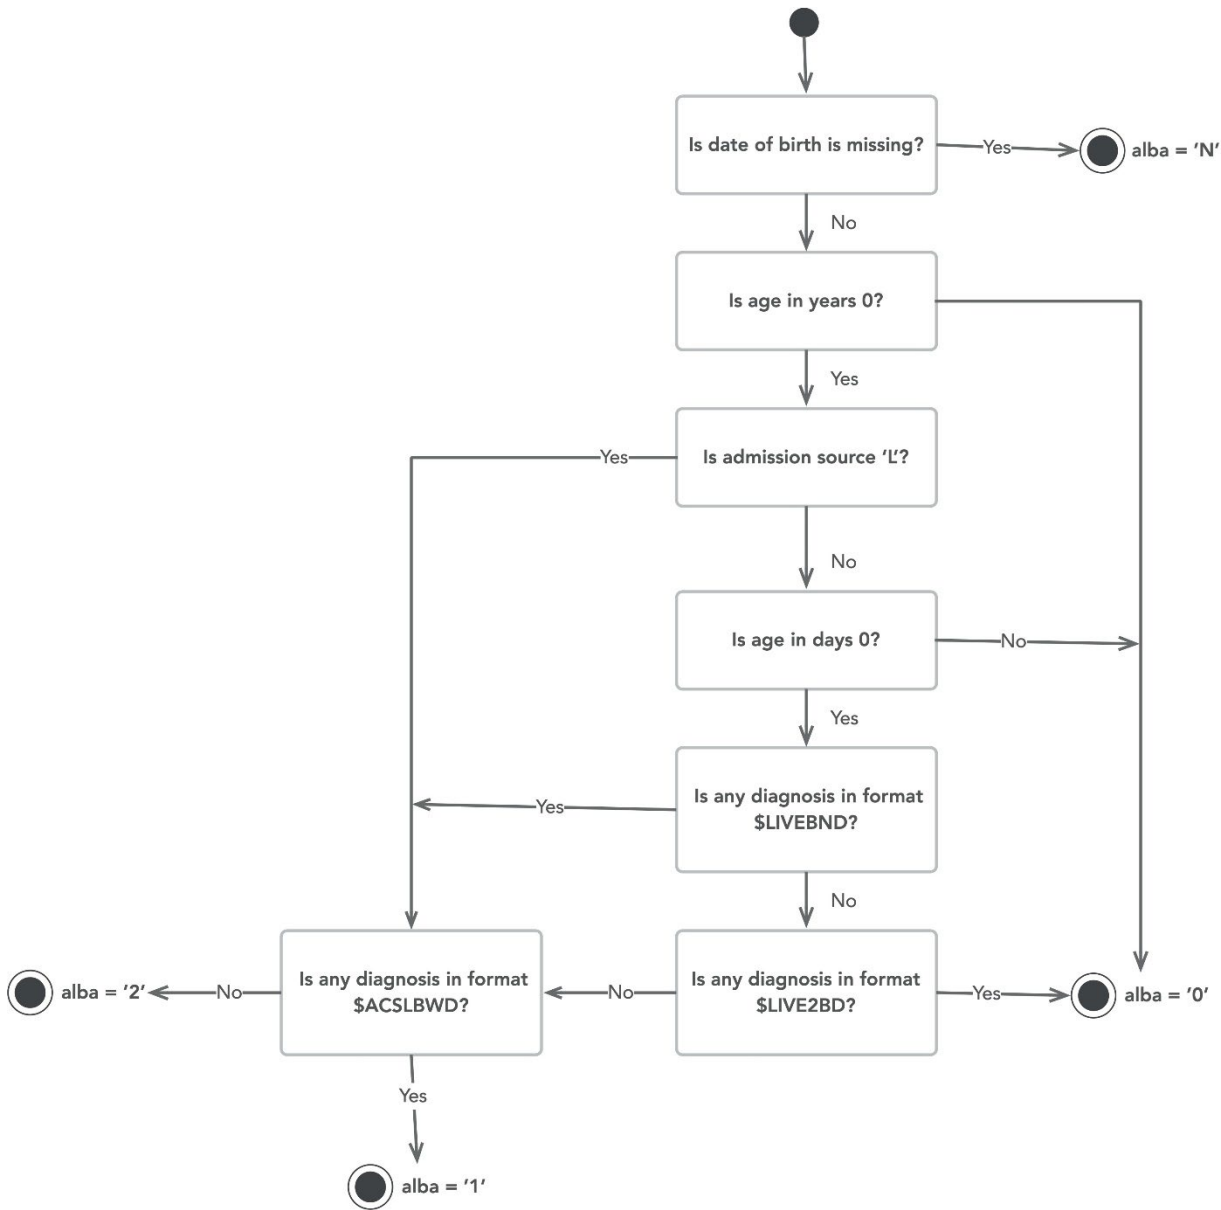 Is date of birth is missing?
Yes
alba = 'N'
No
Is age in years 0?
Yes
Is admission source 'L'?
Yes
No
Is age in days 0?
No
Yes
Is any diagnosis in format
$LIVEBND?
Yes
No
Is any diagnosis in format
$LIVE2BD?
Yes
alba = '0'
No
Is any diagnosis in format
$ACSLBWD?
No
alba = '2'
Yes
alba = '1'